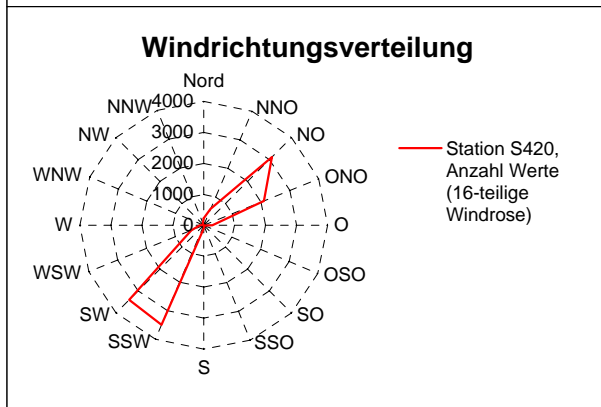 Windrichtungsverteilung
Nord
NNO
NO
ONO
O
OSO
SO
SSO
S
SSW
SW
WSW
W
WNW
NW
NNW
4000
3000
2000
1000
0
Station S420,
Anzahl Werte
(16-teilige
Windrose)